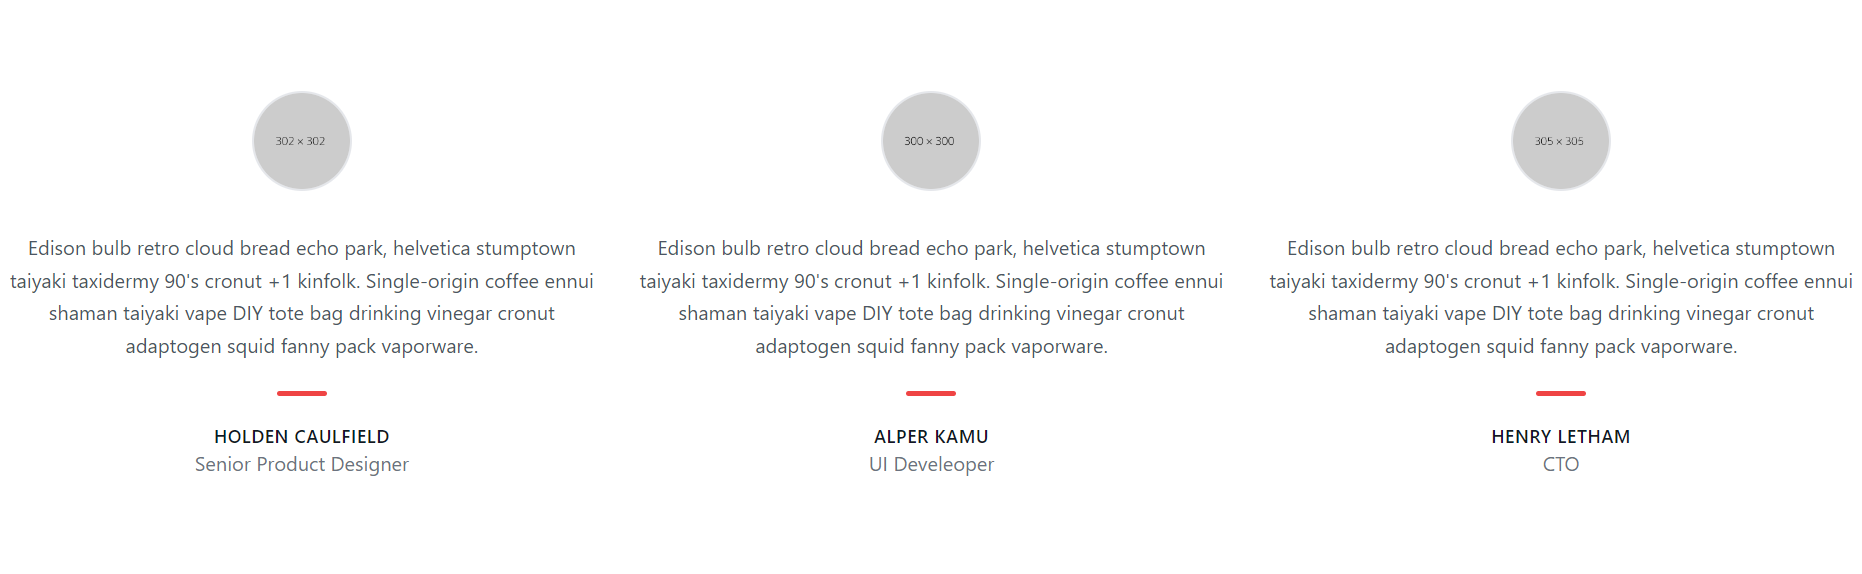 302 × 302
Edison bulb retro cloud bread echo park, helvetica stumptown
taiyaki taxidermy 90's cronut +1 kinfolk. Single-origin coffee ennui
shaman taiyaki vape DIY tote bag drinking vinegar cronut
adaptogen squid fanny pack vaporware.
HOLDEN CAULFIELD
Senior Product Designer
300 × 300
Edison bulb retro cloud bread echo park, helvetica stumptown
taiyaki taxidermy 90's cronut +1 kinfolk. Single-origin coffee ennui
shaman taiyaki vape DIY tote bag drinking vinegar cronut
adaptogen squid fanny pack vaporware.
ALPER KAMU
UI Develeoper
305 × 305
Edison bulb retro cloud bread echo park, helvetica stumptown
taiyaki taxidermy 90's cronut +1 kinfolk. Single-origin coffee ennui
shaman taiyaki vape DIY tote bag drinking vinegar cronut
adaptogen squid fanny pack vaporware.
HENRY LETHAM
CTO